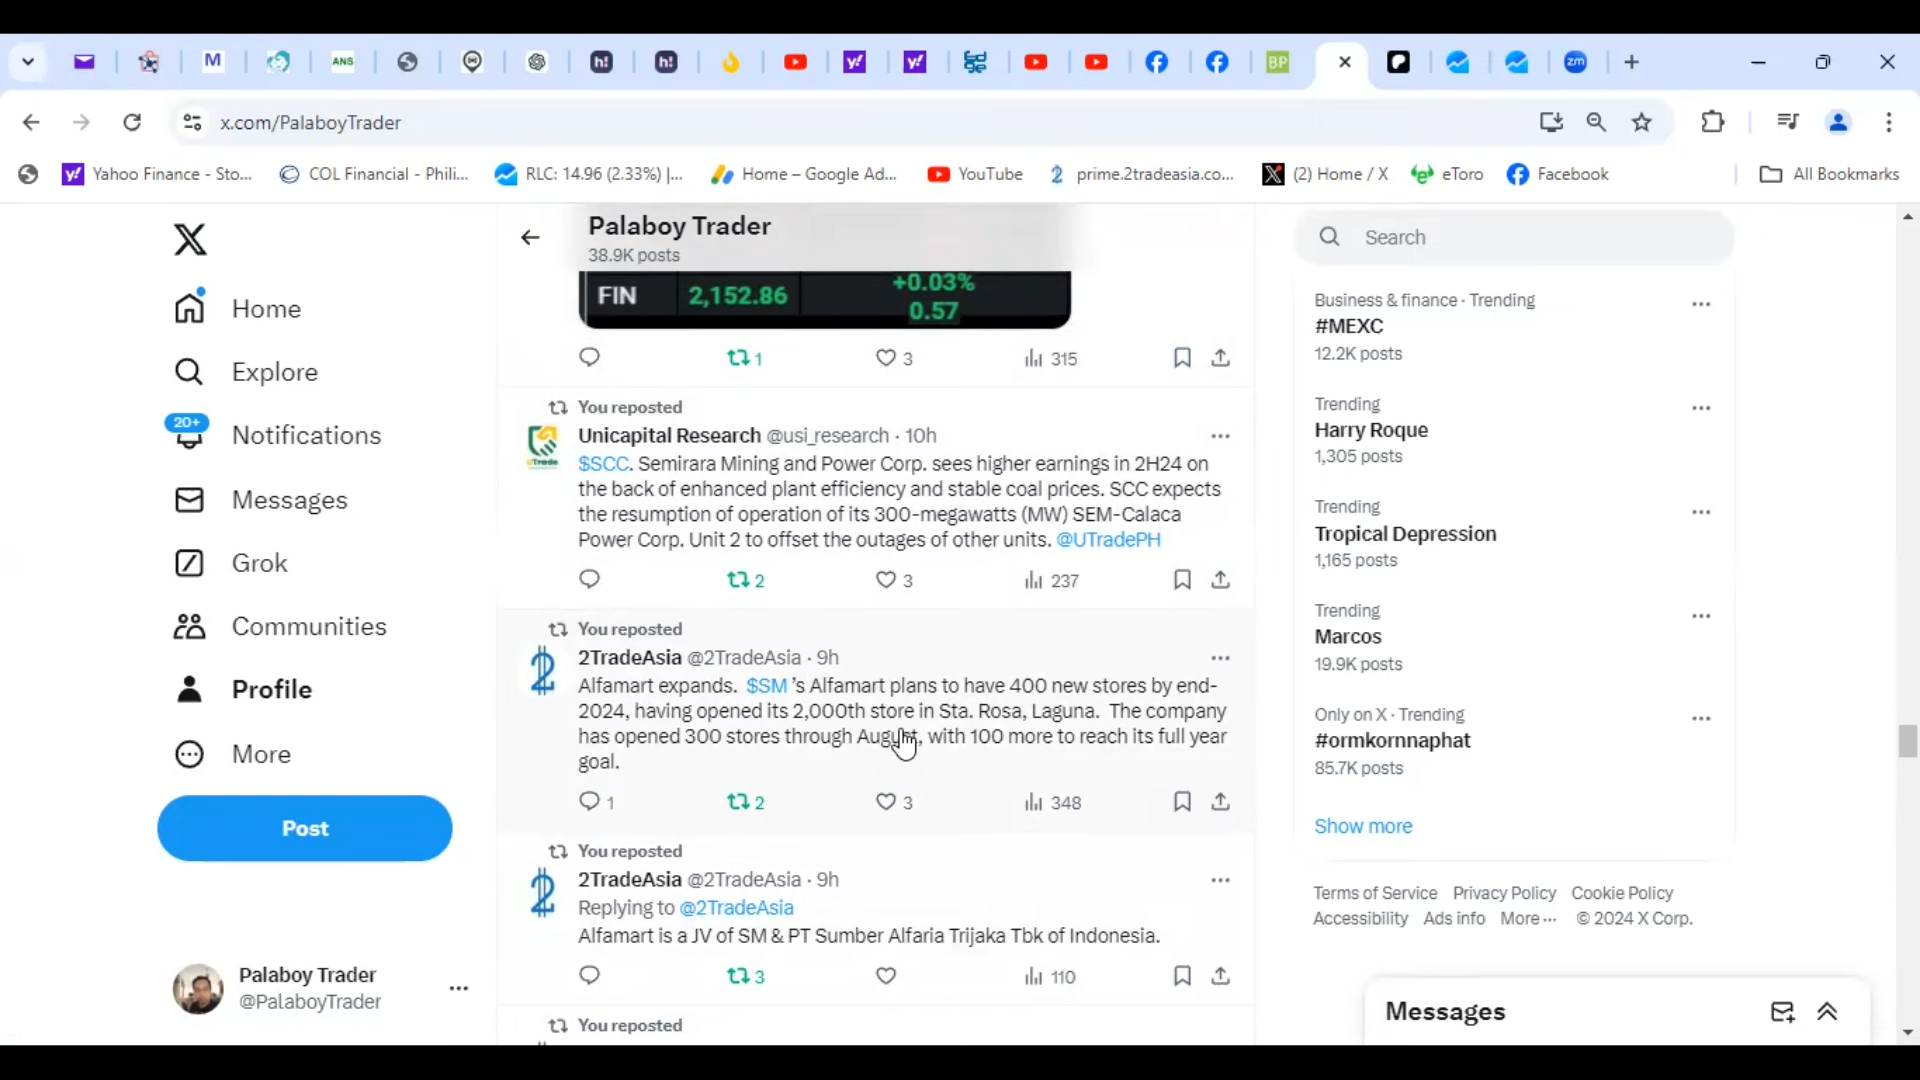 M
ANS
h!
h!
y!
y!
BP
zm
x.com/PalaboyTrader
Yahoo Finance - Sto...
COL Financial - Phili...
RLC: 14.96 (2.33%) |...
Home – Google Ad...
YouTube
prime.2tradeasia.co...
(2) Home / X
eToro
Facebook
All Bookmarks
Palaboy Trader
38.9K posts
Search
Home
Explore
20+
Notifications
Messages
Grok
Communities
Profile
More
Post
Palaboy Trader
@PalaboyTrader
FIN 2,152.86 +0.03%
0.57
1 3 315
You reposted
Unicapital Research @usi_research · 10h
$SCC. Semirara Mining and Power Corp. sees higher earnings in 2H24 on
the back of enhanced plant efficiency and stable coal prices. SCC expects
the resumption of operation of its 300-megawatts (MW) SEM-Calaca
Power Corp. Unit 2 to offset the outages of other units. @UTradePH
2 3 237
You reposted
2TradeAsia @2TradeAsia · 9h
Alfamart expands. $SM 's Alfamart plans to have 400 new stores by end-
2024, having opened its 2,000th store in Sta. Rosa, Laguna. The company
has opened 300 stores through August, with 100 more to reach its full year
goal.
1 2 3 348
You reposted
2TradeAsia @2TradeAsia · 9h
Replying to @2TradeAsia
Alfamart is a JV of SM & PT Sumber Alfaria Trijaka Tbk of Indonesia.
3 110
You reposted
Business & finance · Trending
#MEXC
12.2K posts
Trending
Harry Roque
1,305 posts
Trending
Tropical Depression
1,165 posts
Trending
Marcos
19.9K posts
Only on X · Trending
#ormkornnaphat
85.7K posts
Show more
Terms of Service Privacy Policy Cookie Policy
Accessibility Ads info More ··· © 2024 X Corp.
Messages